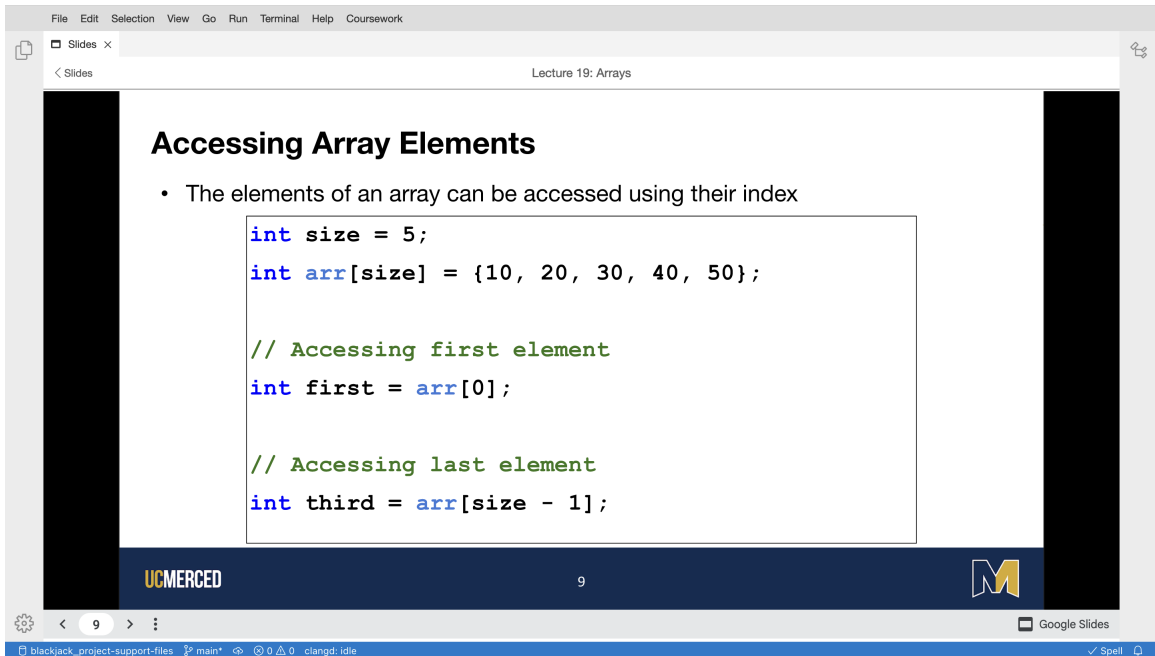 File Edit Selection View Go Run Terminal Help Coursework
Slides
Slides
Lecture 19: Arrays
Accessing Array Elements
• The elements of an array can be accessed using their index
int size = 5;
int arr[size] = {10, 20, 30, 40, 50};
// Accessing first element
int first = arr[0];
// Accessing last element
int third = arr[size - 1];
UCMERCED
9
M
9
Google Slides
blackjack_project-support-files main* 0 0 clangd: idle
Spell